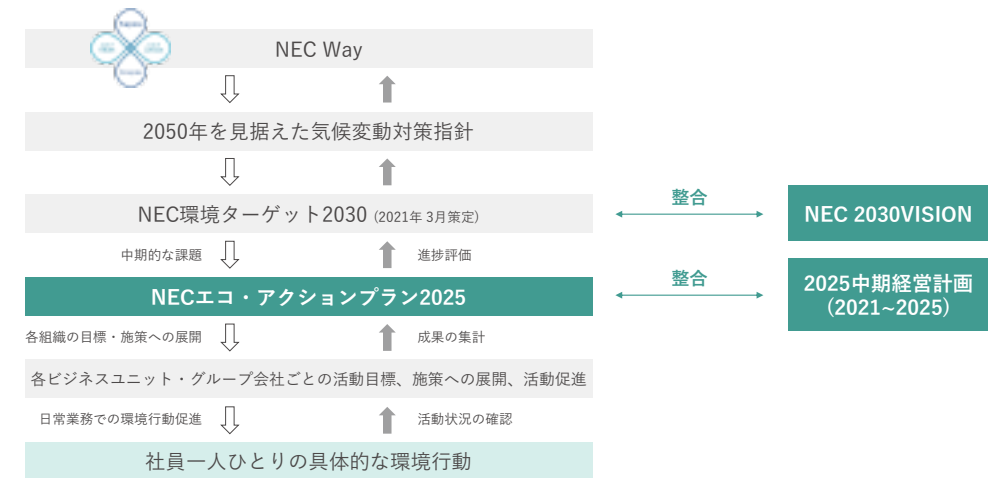 NEC Way
2050年を見据えた気候変動対策指針
NEC環境ターゲット2030 (2021年 3月策定)
整合
NEC 2030VISION
中期的な課題
進捗評価
NECエコ・アクションプラン2025
整合
2025中期経営計画
(2021~2025)
各組織の目標・施策への展開
成果の集計
各ビジネスユニット・グループ会社ごとの活動目標、施策への展開、活動促進
日常業務での環境行動促進
活動状況の確認
社員一人ひとりの具体的な環境行動